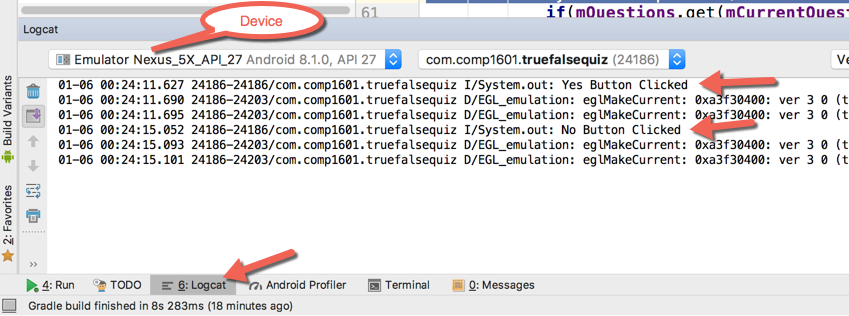 61
if(mQuestions.get(mCurrentQues
Device
Logcat
Emulator Nexus_5X_API_27 Android 8.1.0, API 27
com.comp1601.truefalsequiz (24186)
Ve
01-06 00:24:11.627 24186-24186/com.comp1601.truefalsequiz I/System.out: Yes Button Clicked
01-06 00:24:11.690 24186-24203/com.comp1601.truefalsequiz D/EGL_emulation: eglMakeCurrent: 0xa3f30400: ver 3 0 (t
01-06 00:24:11.695 24186-24203/com.comp1601.truefalsequiz D/EGL_emulation: eglMakeCurrent: 0xa3f30400: ver 3 0 (t
01-06 00:24:15.052 24186-24186/com.comp1601.truefalsequiz I/System.out: No Button Clicked
01-06 00:24:15.093 24186-24203/com.comp1601.truefalsequiz D/EGL_emulation: eglMakeCurrent: 0xa3f30400: ver 3 0 (t
01-06 00:24:15.101 24186-24203/com.comp1601.truefalsequiz D/EGL_emulation: eglMakeCurrent: 0xa3f30400: ver 3 0 (t
Build Variants
2: Favorites
>>
4: Run
TODO
6: Logcat
Android Profiler
Terminal
0: Messages
Gradle build finished in 8s 283ms (18 minutes ago)